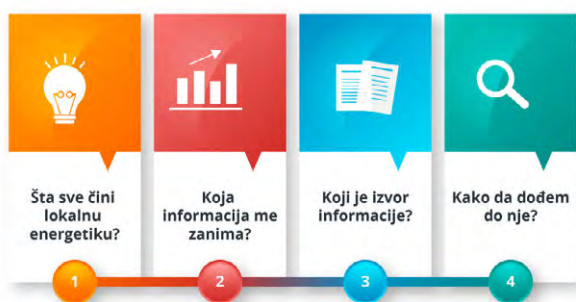 Šta sve čini
lokalnu
energetiku?
Koja
informacija me
zanima?
Koji je izvor
informacije?
Kako da dođem
do nje?
1
2
3
4